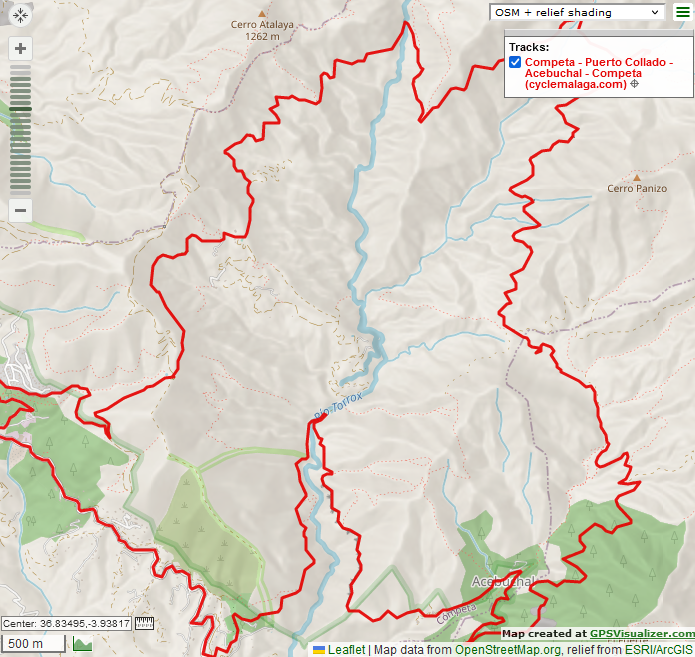 Cerro Atalaya
1262 m
OSM + relief shading
Tracks:
Competa - Puerto Collado -
Acebuchal - Competa
(cyclemalaga.com)
Cerro Panizo
Río Torrox
Acebuchal
Cómpeta
Center: 36.83495,-3.93817
500 m
Map created at GPSVisualizer.com
Leaflet | Map data from OpenStreetMap.org, relief from ESRI/ArcGIS